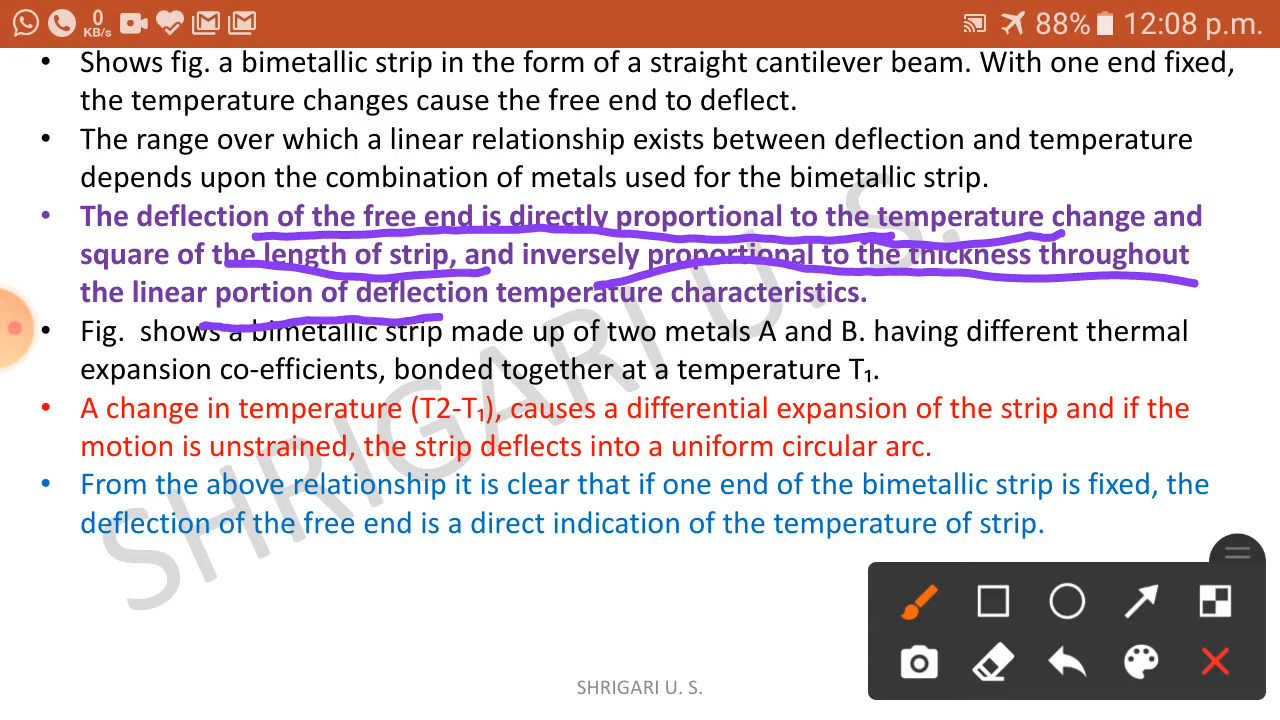 0
KB/s
88% 12:08 p.m.
• Shows fig. a bimetallic strip in the form of a straight cantilever beam. With one end fixed,
the temperature changes cause the free end to deflect.
• The range over which a linear relationship exists between deflection and temperature
depends upon the combination of metals used for the bimetallic strip.
• The deflection of the free end is directly proportional to the temperature change and
square of the length of strip, and inversely proportional to the thickness throughout
the linear portion of deflection temperature characteristics.
• Fig. shows a bimetallic strip made up of two metals A and B. having different thermal
expansion co-efficients, bonded together at a temperature T₁.
• A change in temperature (T2-T₁), causes a differential expansion of the strip and if the
motion is unstrained, the strip deflects into a uniform circular arc.
• From the above relationship it is clear that if one end of the bimetallic strip is fixed, the
deflection of the free end is a direct indication of the temperature of strip.
SHRIGARI U. S.
SHRIGARI U. S.